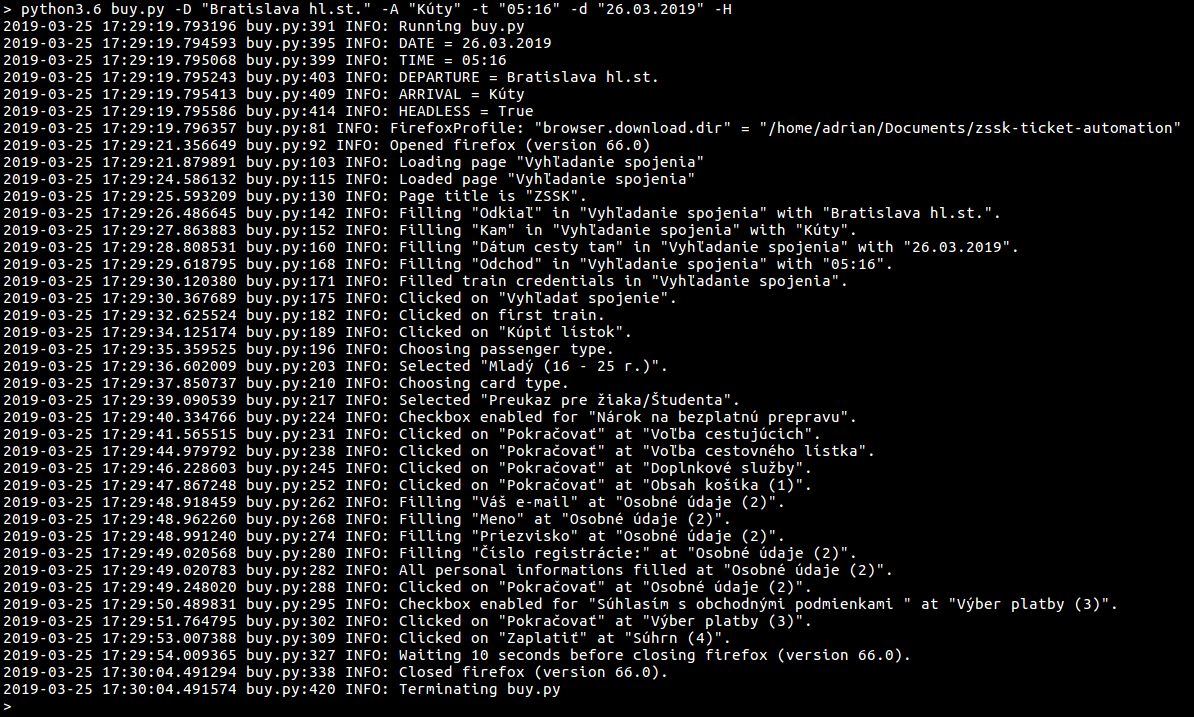 > python3.6 buy.py -D "Bratislava hl.st." -A "Kúty" -t "05:16" -d "26.03.2019" -H
2019-03-25 17:29:19.793196 buy.py:391 INFO: Running buy.py
2019-03-25 17:29:19.794593 buy.py:395 INFO: DATE = 26.03.2019
2019-03-25 17:29:19.795068 buy.py:399 INFO: TIME = 05:16
2019-03-25 17:29:19.795243 buy.py:403 INFO: DEPARTURE = Bratislava hl.st.
2019-03-25 17:29:19.795413 buy.py:409 INFO: ARRIVAL = Kúty
2019-03-25 17:29:19.795586 buy.py:414 INFO: HEADLESS = True
2019-03-25 17:29:19.796357 buy.py:81 INFO: FirefoxProfile: "browser.download.dir" = "/home/adrian/Documents/zssk-ticket-automation"
2019-03-25 17:29:21.356649 buy.py:92 INFO: Opened firefox (version 66.0)
2019-03-25 17:29:21.879891 buy.py:103 INFO: Loading page "Vyhľadanie spojenia"
2019-03-25 17:29:24.586132 buy.py:115 INFO: Loaded page "Vyhľadanie spojenia"
2019-03-25 17:29:25.593209 buy.py:130 INFO: Page title is "ZSSK".
2019-03-25 17:29:26.486645 buy.py:142 INFO: Filling "Odkiaľ" in "Vyhľadanie spojenia" with "Bratislava hl.st.".
2019-03-25 17:29:27.863883 buy.py:152 INFO: Filling "Kam" in "Vyhľadanie spojenia" with "Kúty".
2019-03-25 17:29:28.808531 buy.py:160 INFO: Filling "Dátum cesty tam" in "Vyhľadanie spojenia" with "26.03.2019".
2019-03-25 17:29:29.618795 buy.py:168 INFO: Filling "Odchod" in "Vyhľadanie spojenia" with "05:16".
2019-03-25 17:29:30.120380 buy.py:171 INFO: Filled train credentials in "Vyhľadanie spojenia".
2019-03-25 17:29:30.367689 buy.py:175 INFO: Clicked on "Vyhľadať spojenie".
2019-03-25 17:29:32.625524 buy.py:182 INFO: Clicked on first train.
2019-03-25 17:29:34.125174 buy.py:189 INFO: Clicked on "Kúpiť lístok".
2019-03-25 17:29:35.359525 buy.py:196 INFO: Choosing passenger type.
2019-03-25 17:29:36.602009 buy.py:203 INFO: Selected "Mladý (16 - 25 r.)".
2019-03-25 17:29:37.850737 buy.py:210 INFO: Choosing card type.
2019-03-25 17:29:39.090539 buy.py:217 INFO: Selected "Preukaz pre žiaka/Študenta".
2019-03-25 17:29:40.334766 buy.py:224 INFO: Checkbox enabled for "Nárok na bezplatnú prepravu".
2019-03-25 17:29:41.565515 buy.py:231 INFO: Clicked on "Pokračovať" at "Voľba cestujúcich".
2019-03-25 17:29:44.979792 buy.py:238 INFO: Clicked on "Pokračovať" at "Voľba cestovného lístka".
2019-03-25 17:29:46.228603 buy.py:245 INFO: Clicked on "Pokračovať" at "Doplnkové služby".
2019-03-25 17:29:47.867248 buy.py:252 INFO: Clicked on "Pokračovať" at "Obsah košíka (1)".
2019-03-25 17:29:48.918459 buy.py:262 INFO: Filling "Váš e-mail" at "Osobné údaje (2)".
2019-03-25 17:29:48.962260 buy.py:268 INFO: Filling "Meno" at "Osobné údaje (2)".
2019-03-25 17:29:48.991240 buy.py:274 INFO: Filling "Priezvisko" at "Osobné údaje (2)".
2019-03-25 17:29:49.020568 buy.py:280 INFO: Filling "Číslo registrácie:" at "Osobné údaje (2)".
2019-03-25 17:29:49.020783 buy.py:282 INFO: All personal informations filled at "Osobné údaje (2)".
2019-03-25 17:29:49.248020 buy.py:288 INFO: Clicked on "Pokračovať" at "Osobné údaje (2)".
2019-03-25 17:29:50.489831 buy.py:295 INFO: Checkbox enabled for "Súhlasím s obchodnými podmienkami " at "Výber platby (3)".
2019-03-25 17:29:51.764795 buy.py:302 INFO: Clicked on "Pokračovať" at "Výber platby (3)".
2019-03-25 17:29:53.007388 buy.py:309 INFO: Clicked on "Zaplatiť" at "Súhrn (4)".
2019-03-25 17:29:54.009365 buy.py:327 INFO: Waiting 10 seconds before closing firefox (version 66.0).
2019-03-25 17:30:04.491294 buy.py:338 INFO: Closed firefox (version 66.0).
2019-03-25 17:30:04.491574 buy.py:420 INFO: Terminating buy.py
>